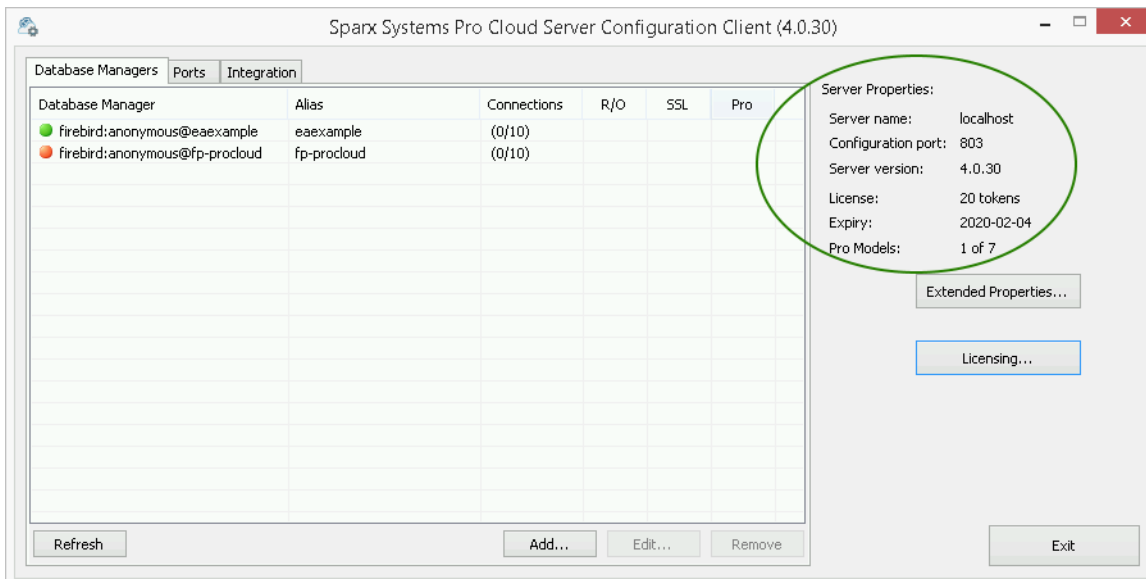 Sparx Systems Pro Cloud Server Configuration Client (4.0.30)
Database Managers Ports Integration
Database Manager Alias Connections R/O SSL Pro
firebird:anonymous@eaexample eaexample (0/10)
firebird:anonymous@fp-procloud fp-procloud (0/10)
Refresh Add... Edit... Remove
Server Properties:
Server name: localhost
Configuration port: 803
Server version: 4.0.30
License: 20 tokens
Expiry: 2020-02-04
Pro Models: 1 of 7
Extended Properties...
Licensing...
Exit